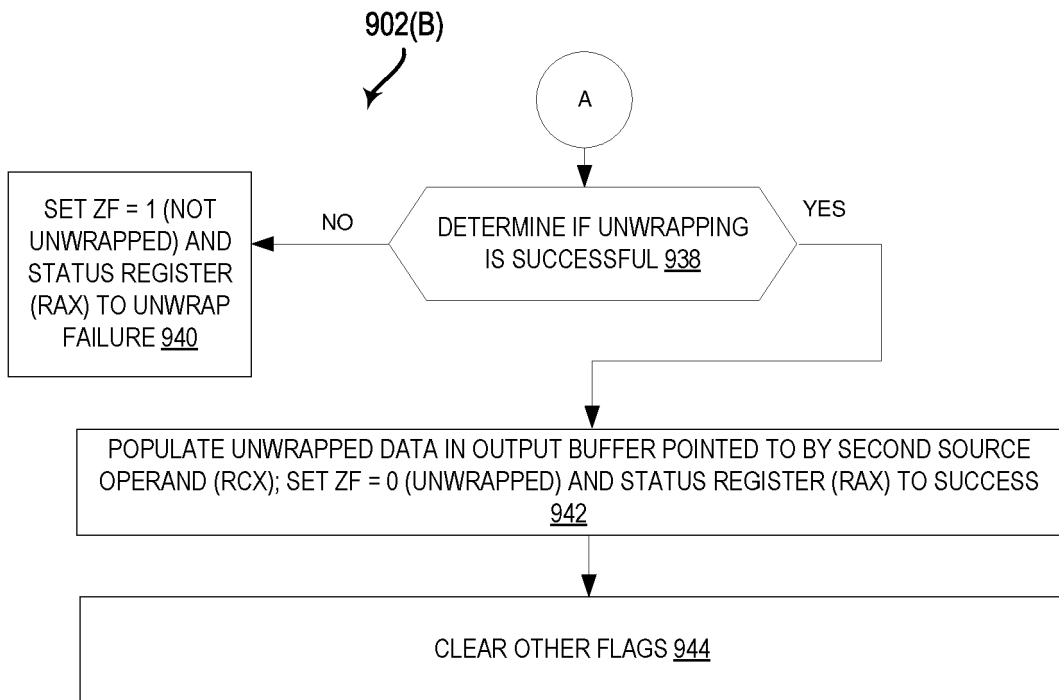 902(B)
A
DETERMINE IF UNWRAPPING
IS SUCCESSFUL 938
NO
YES
SET ZF = 1 (NOT
UNWRAPPED) AND
STATUS REGISTER
(RAX) TO UNWRAP
FAILURE 940
POPULATE UNWRAPPED DATA IN OUTPUT BUFFER POINTED TO BY SECOND SOURCE
OPERAND (RCX); SET ZF = 0 (UNWRAPPED) AND STATUS REGISTER (RAX) TO SUCCESS
942
CLEAR OTHER FLAGS 944